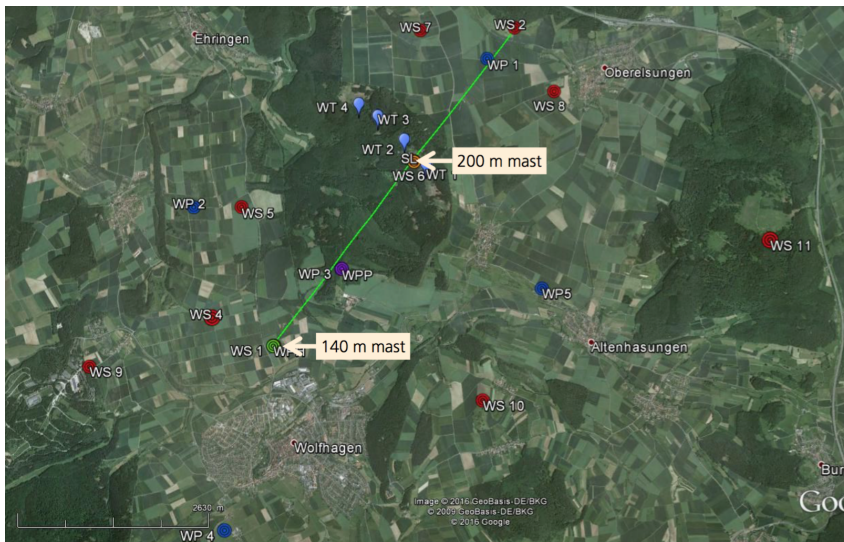 WS 7
WS 2
Ehringen
WP 1
Oberelsungen
WS 8
WT 4
WT 3
WT 2
SL
200 m mast
WS 6
WT 1
WP 2
WS 5
WS 11
WP 3
WPP
WP5
WS 4
WS 1
140 m mast
Altenhasungen
WS 9
WS 10
Wolfhagen
Bur
2630 m
WP 4
Image © 2016 GeoBasis-DE/BKG
© 2009 GeoBasis-DE/BKG
© 2016 Google
Goo